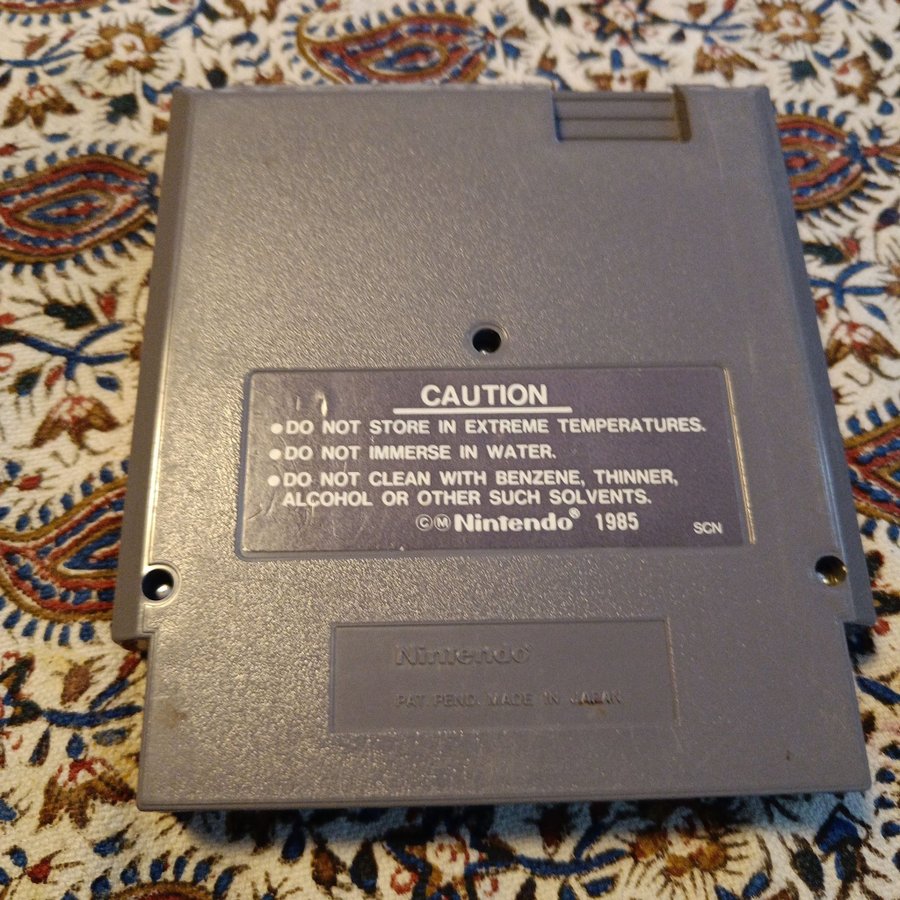 CAUTION
•DO NOT STORE IN EXTREME TEMPERATURES.
•DO NOT IMMERSE IN WATER.
•DO NOT CLEAN WITH BENZENE, THINNER,
ALCOHOL OR OTHER SUCH SOLVENTS.
©Ⓜ Nintendo® 1985 SCN
Nintendo
PAT. PEND. MADE IN JAPAN